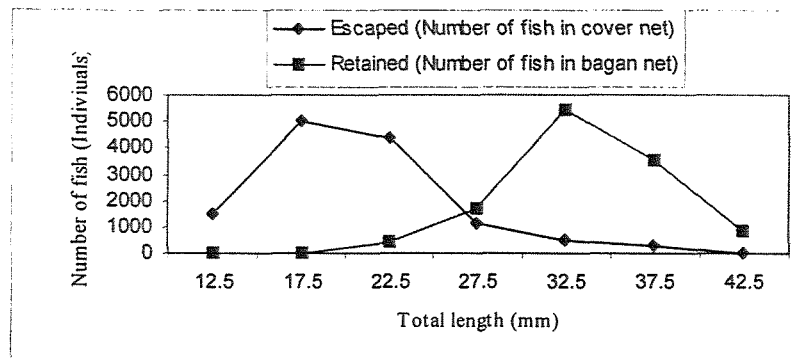 Escaped (Number of fish in cover net)
Retained (Number of fish in bagan net)
Number of fish (Indiviuals)
6000
5000
4000
3000
2000
1000
0
12.5 17.5 22.5 27.5 32.5 37.5 42.5
Total length (mm)